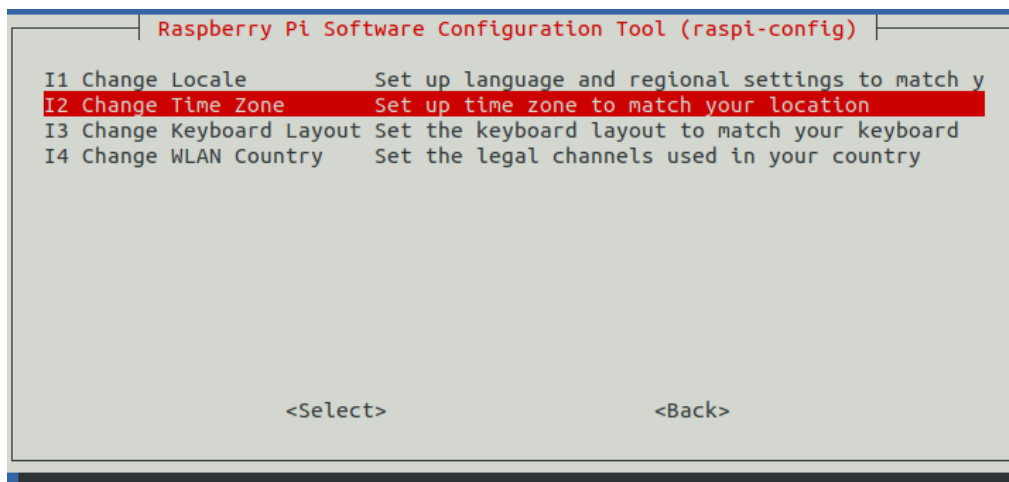 Raspberry Pi Software Configuration Tool (raspi-config)
I1 Change Locale Set up language and regional settings to match y
I2 Change Time Zone Set up time zone to match your location
I3 Change Keyboard Layout Set the keyboard layout to match your keyboard
I4 Change WLAN Country Set the legal channels used in your country
<Select> <Back>